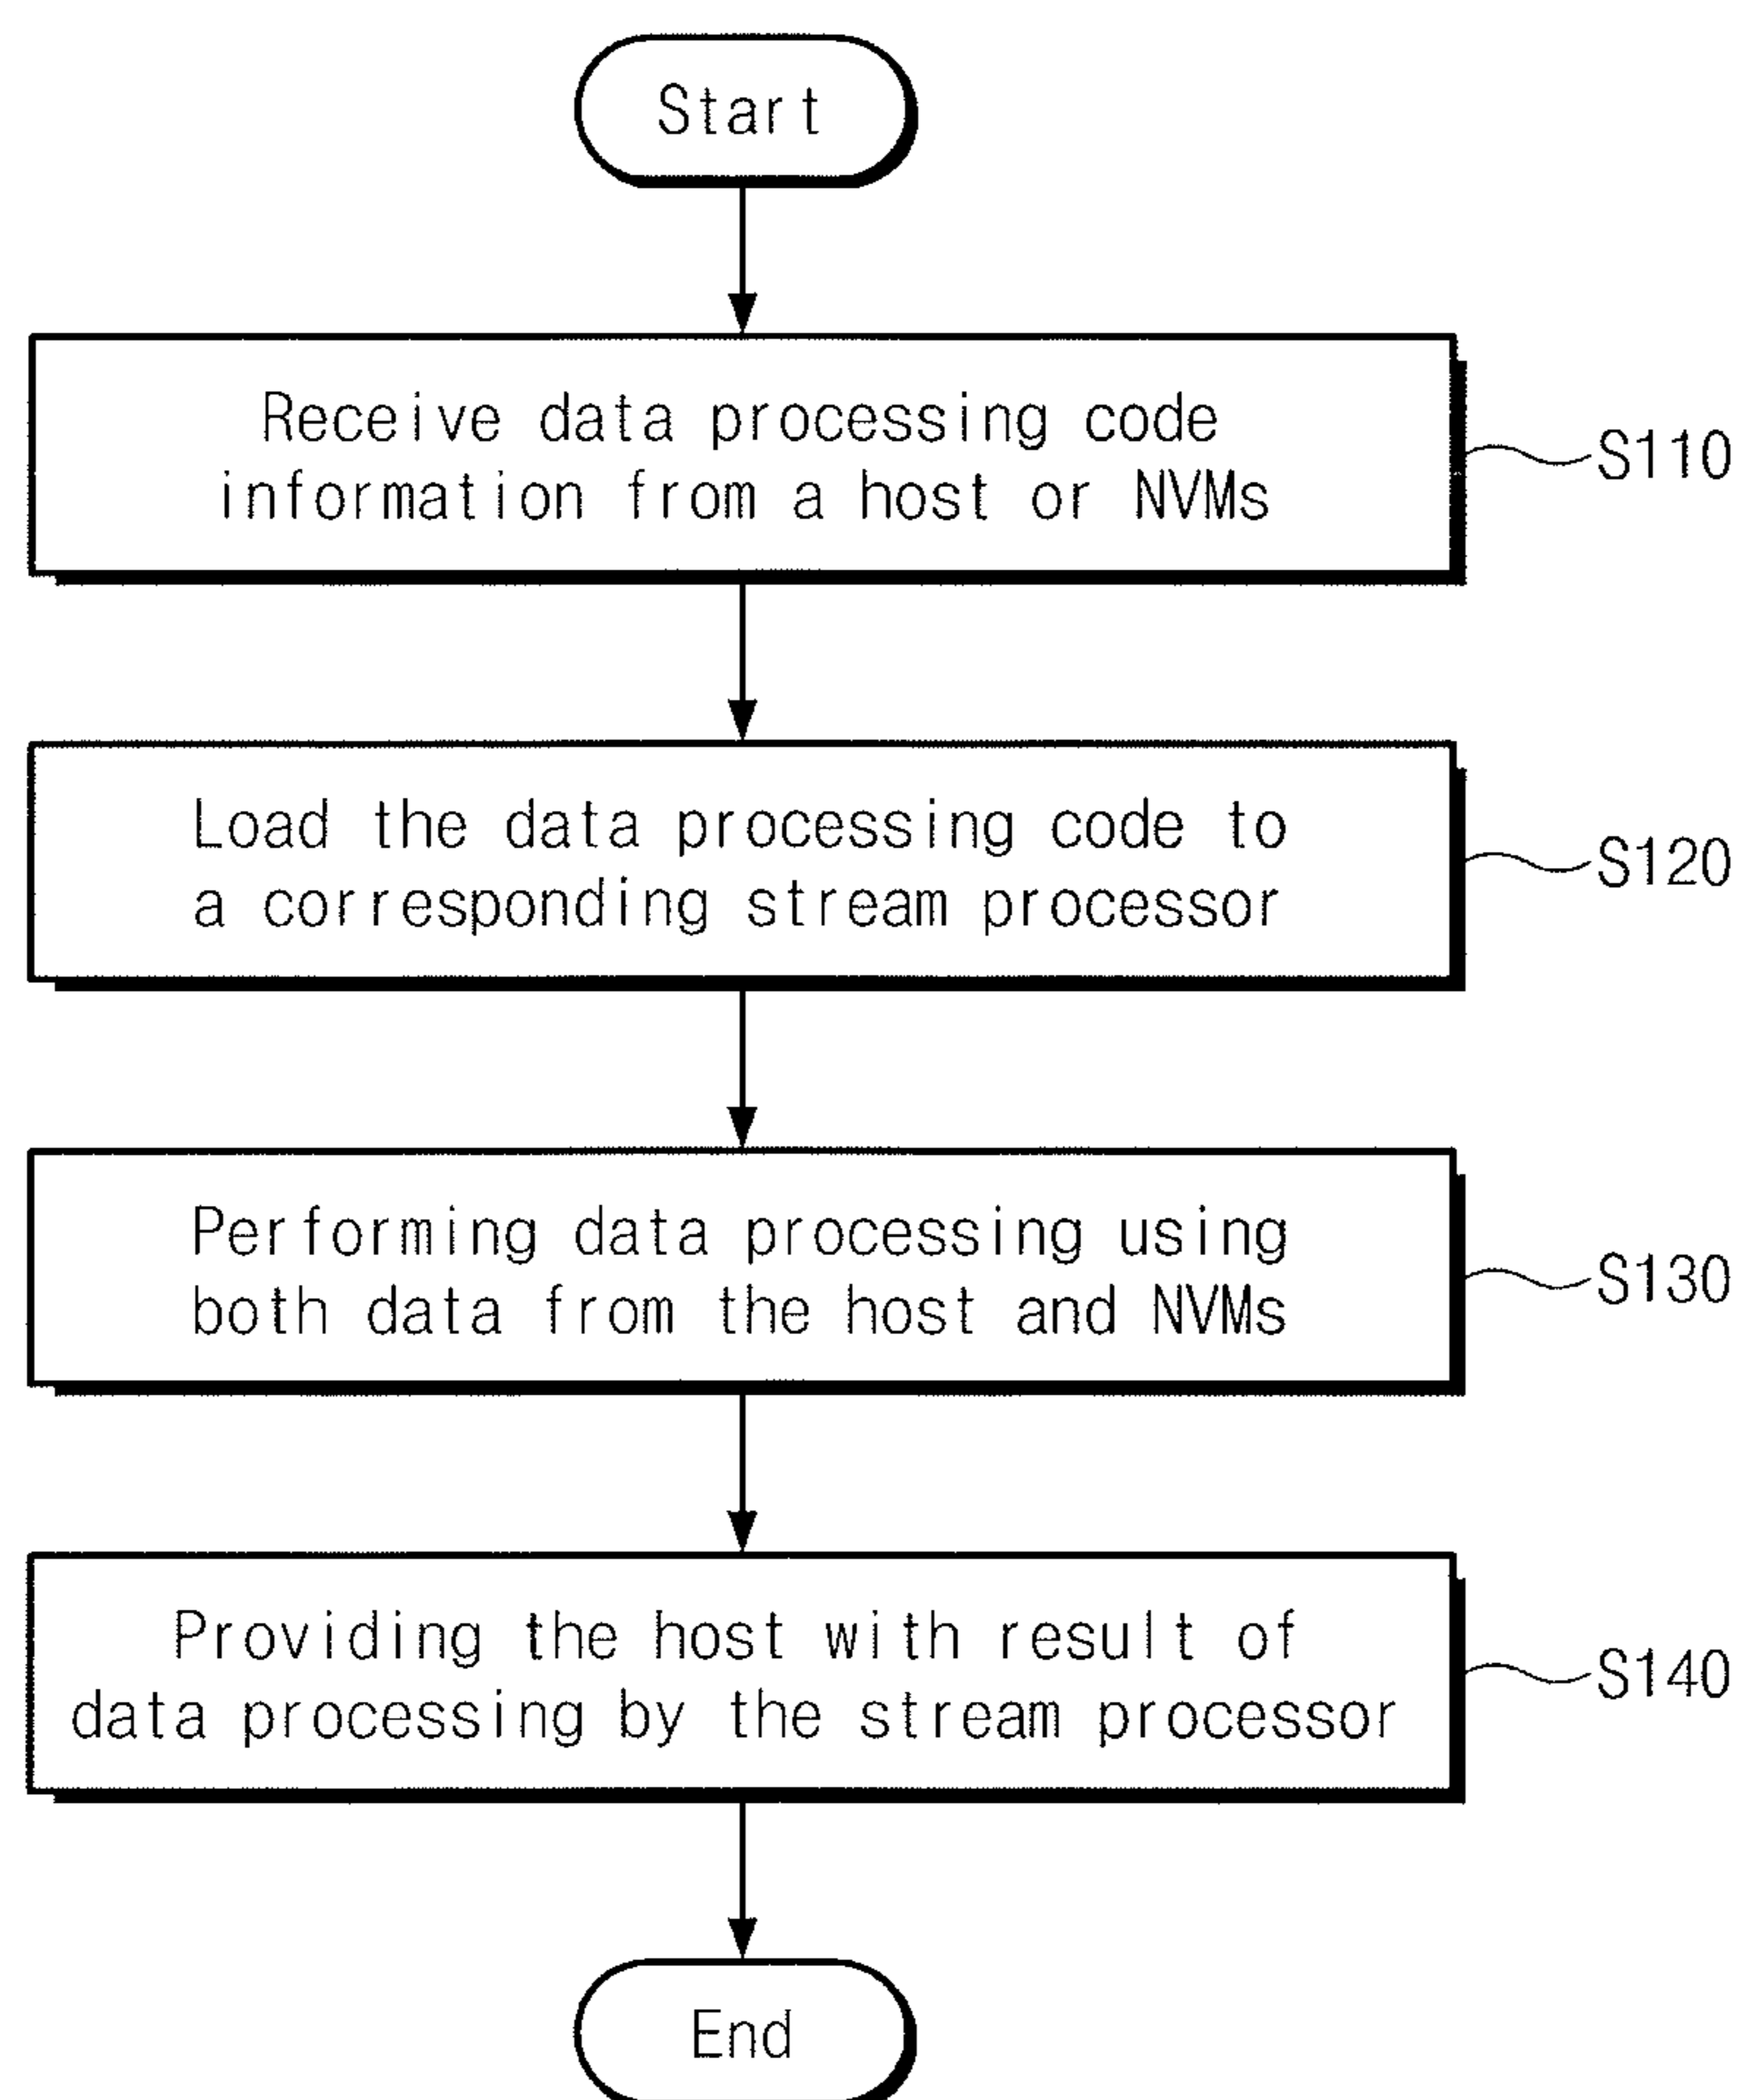 Start
Receive data processing code
information from a host or NVMs
S110
Load the data processing code to
a corresponding stream processor
S120
Performing data processing using
both data from the host and NVMs
S130
Providing the host with result of
data processing by the stream processor
S140
End